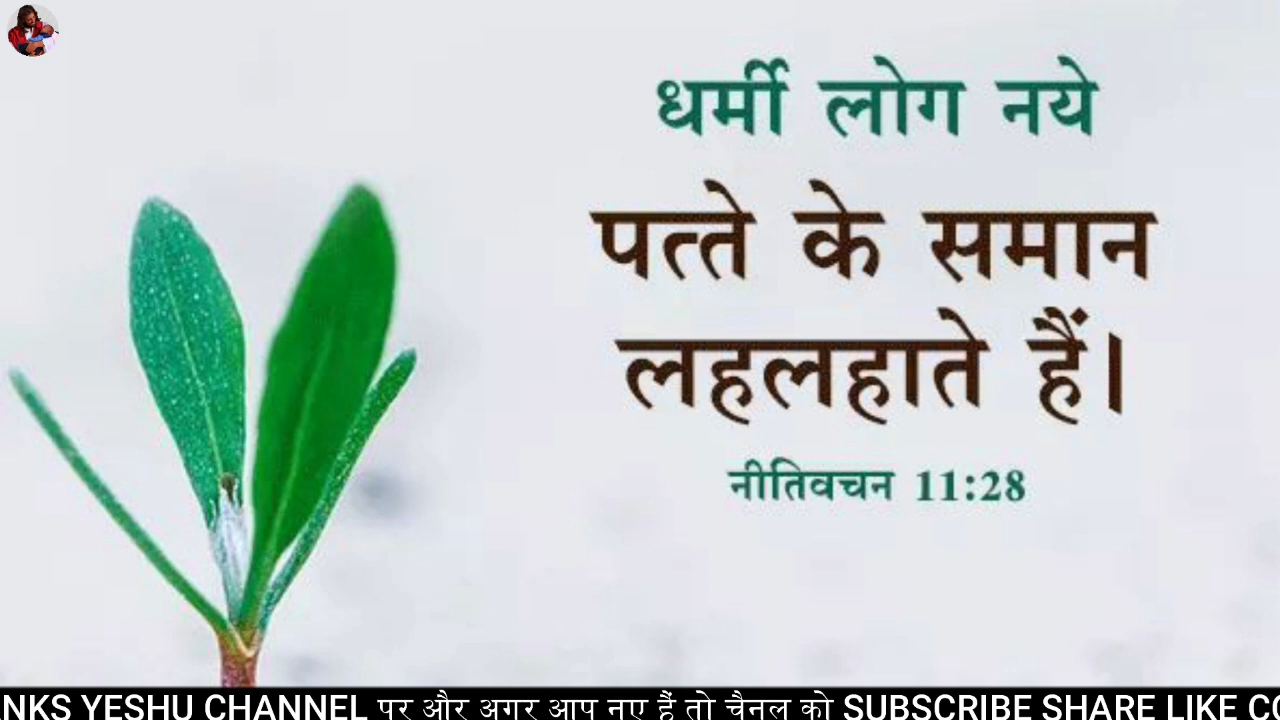 धर्मी लोग नये
पत्ते के समान
लहलहाते हैं।
नीतिवचन 11:28
YESHU CHANNEL पर और अगर आप नए हैं तो चैनल को SUBSCRIBE SHARE LIKE